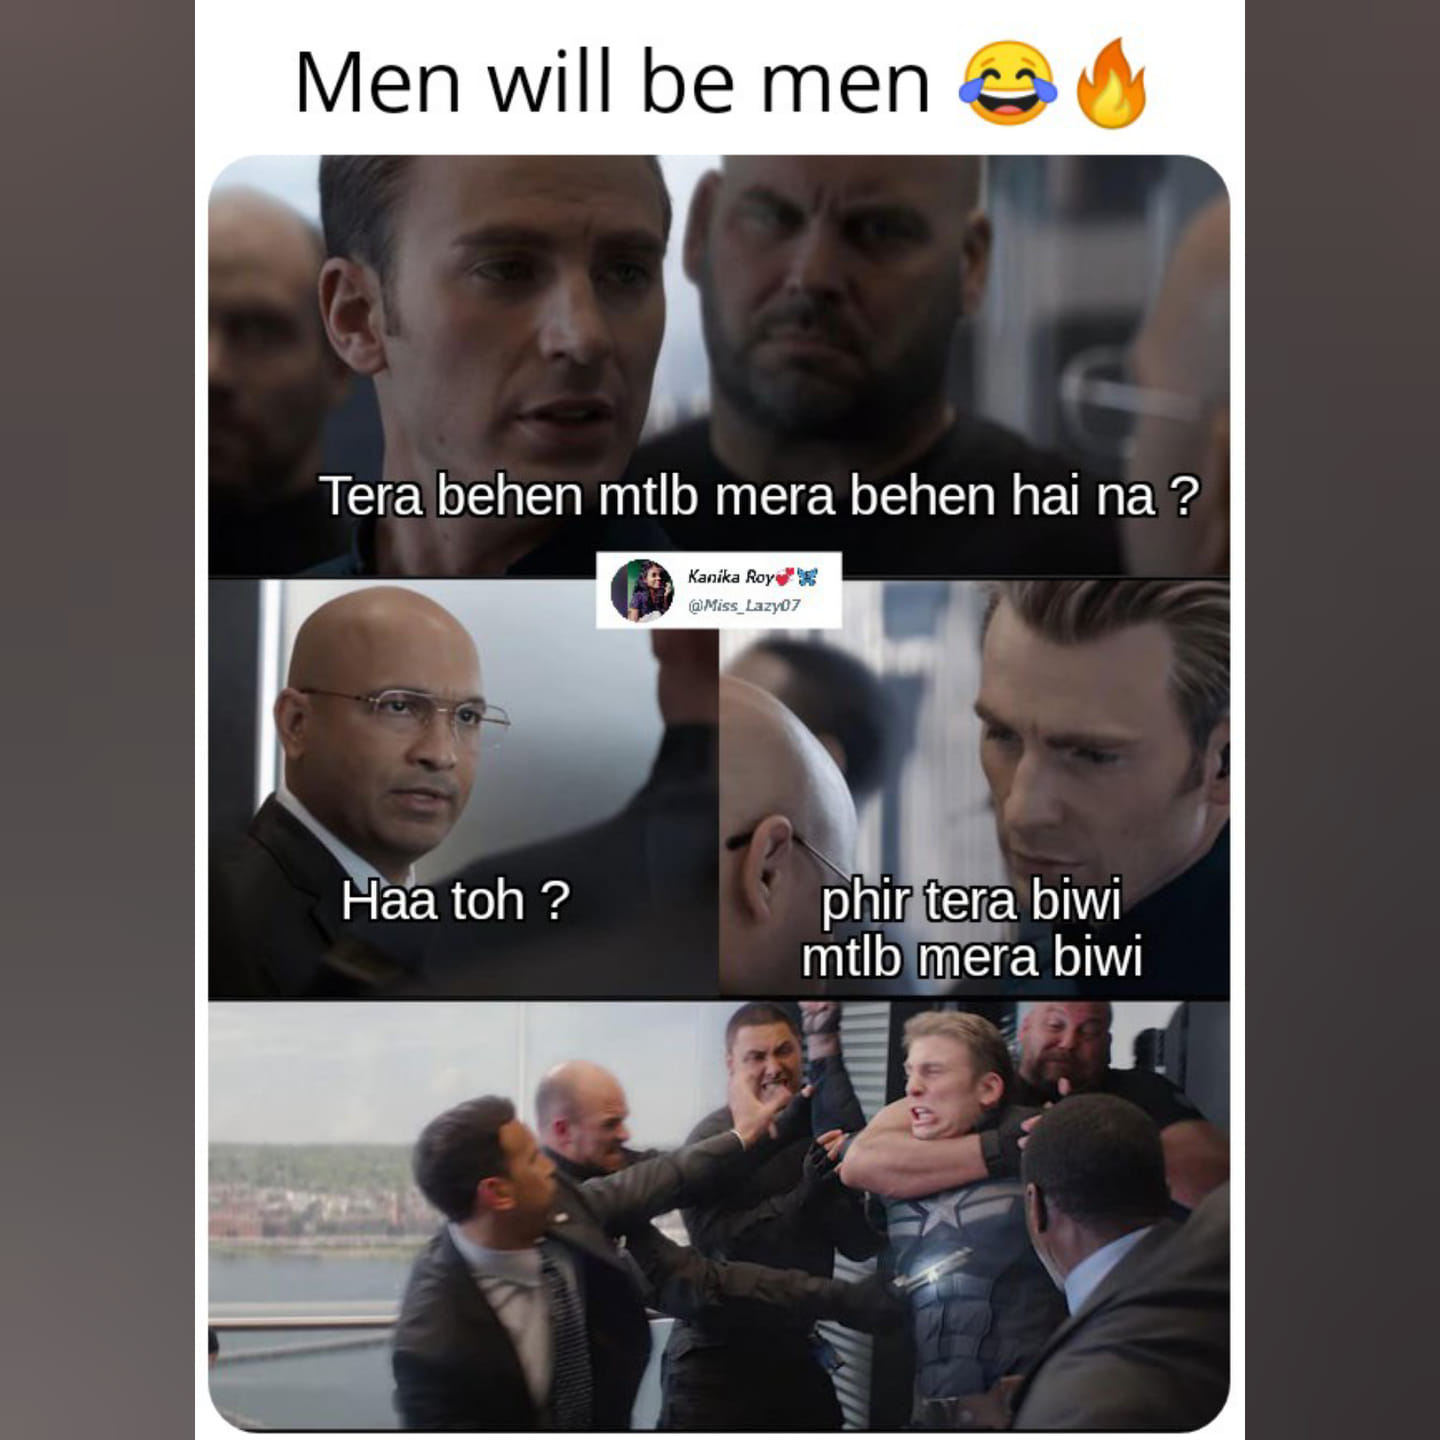 Men will be men 😂🔥
Tera behen mtlb mera behen hai na ?
Kanika Roy💞🦋
@Miss_Lazy07
Haa toh ?
phir tera biwi
mtlb mera biwi